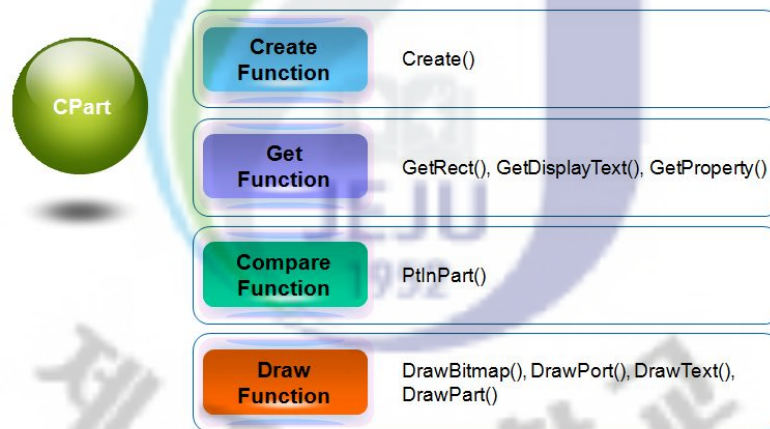 CPart
Create
Function
Create()
Get
Function
GetRect(), GetDisplayText(), GetProperty()
Compare
Function
PtInPart()
Draw
Function
DrawBitmap(), DrawPort(), DrawText(),
DrawPart()
JEJU
1952
제